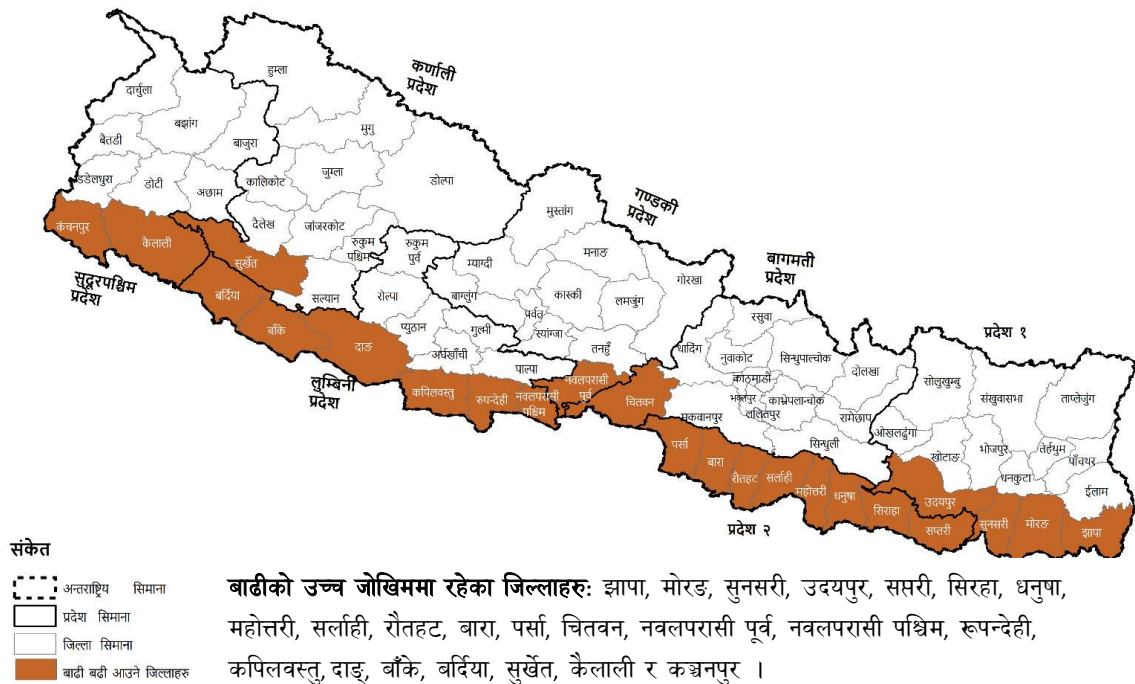 कर्णाली
प्रदेश
हुम्ला
दार्चुला
बझांग
मुगु
बैतडी
बाजुरा
जुम्ला
डोल्पा
डडेलधुरा
डोटी
अछाम
कालिकोट
गण्डकी
प्रदेश
मुस्तांग
दैलेख
जांजरकोट
कंचनपुर
कैलाली
सुर्खेत
रुकुम
पश्चिम
रुकुम
पुर्व
म्याग्दी
मनाङ
गोरखा
बागमती
प्रदेश
सुदूरपश्चिम
प्रदेश
बर्दिया
सल्यान
रोल्पा
बाग्लुंग
कास्की
लमजुंग
पर्वत
रसुवा
बाँके
दाङ
प्युठान
गुल्मी
स्यांग्जा
तनहुँ
धादिंग
नुवाकोट
सिन्धुपाल्चोक
दोलखा
प्रदेश १
अर्घखाँची
पाल्पा
लुम्बिनी
प्रदेश
कपिलवस्तु
रुपन्देही
नवलपरासी
पश्चिम
नवलपरासी
पुर्व
चितवन
काठमाडौं
भक्तपुर
ललितपुर
काभ्रेपलान्चोक
रामेछाप
मकवानपुर
सिन्धुली
सोलुखुम्बु
संखुवासभा
ताप्लेजुंग
ओखलढुंगा
खोटाङ
भोजपुर
तेर्हथुम
पाँचथर
धनकुटा
ईलाम
पर्सा
बारा
रौतहट
सर्लाही
महोत्तरी
धनुषा
सिराहा
सप्तरी
उदयपुर
सुनसरी
मोरङ
झापा
प्रदेश २
संकेत
अन्तराष्ट्रिय सिमाना
प्रदेश सिमाना
जिल्ला सिमाना
बाढी बढी आउने जिल्लाहरु
बाढीको उच्च जोखिममा रहेका जिल्लाहरु: झापा, मोरङ, सुनसरी, उदयपुर, सप्तरी, सिरहा, धनुषा,
महोत्तरी, सर्लाही, रौतहट, बारा, पर्सा, चितवन, नवलपरासी पूर्व, नवलपरासी पश्चिम, रूपन्देही,
कपिलवस्तु, दाङ्, बाँके, बर्दिया, सुर्खेत, कैलाली र कञ्चनपुर ।